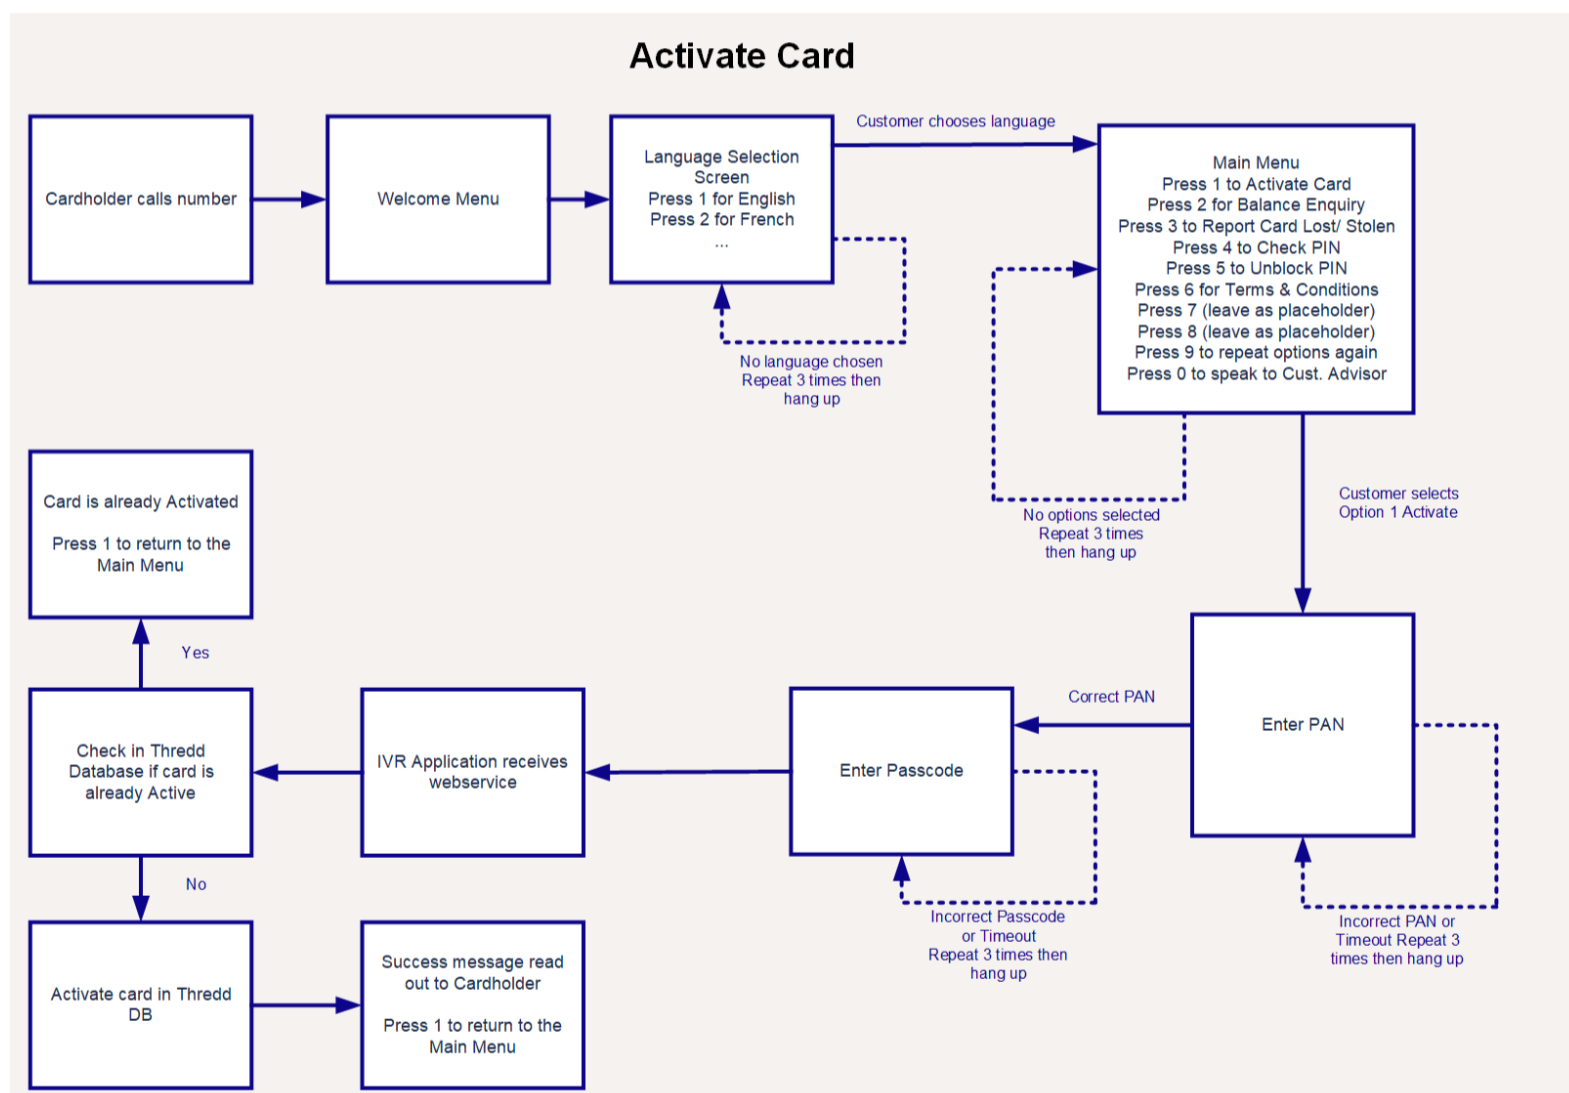 Activate Card
Cardholder calls number
Welcome Menu
Language Selection
Screen
Press 1 for English
Press 2 for French
...
Customer chooses language
Main Menu
Press 1 to Activate Card
Press 2 for Balance Enquiry
Press 3 to Report Card Lost/ Stolen
Press 4 to Check PIN
Press 5 to Unblock PIN
Press 6 for Terms & Conditions
Press 7 (leave as placeholder)
Press 8 (leave as placeholder)
Press 9 to repeat options again
Press 0 to speak to Cust. Advisor
No language chosen
Repeat 3 times then
hang up
No options selected
Repeat 3 times
then hang up
Customer selects
Option 1 Activate
Enter PAN
Incorrect PAN or
Timeout Repeat 3
times then hang up
Correct PAN
Enter Passcode
Incorrect Passcode
or Timeout
Repeat 3 times then
hang up
IVR Application receives
webservice
Check in Thredd
Database if card is
already Active
Yes
Card is already Activated
Press 1 to return to the
Main Menu
No
Activate card in Thredd
DB
Success message read
out to Cardholder
Press 1 to return to the
Main Menu